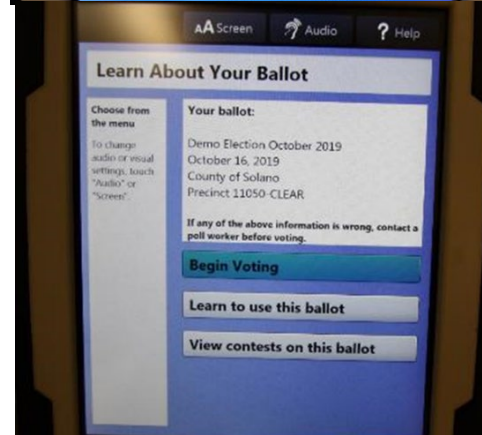 AA Screen
Audio
? Help
Learn About Your Ballot
Choose from
the menu
To change
audio or visual
settings, touch
"Audio" or
"Screen".
Your ballot:
Demo Election October 2019
October 16, 2019
County of Solano
Precinct 11050-CLEAR
If any of the above information is wrong, contact a
poll worker before voting.
Begin Voting
Learn to use this ballot
View contests on this ballot